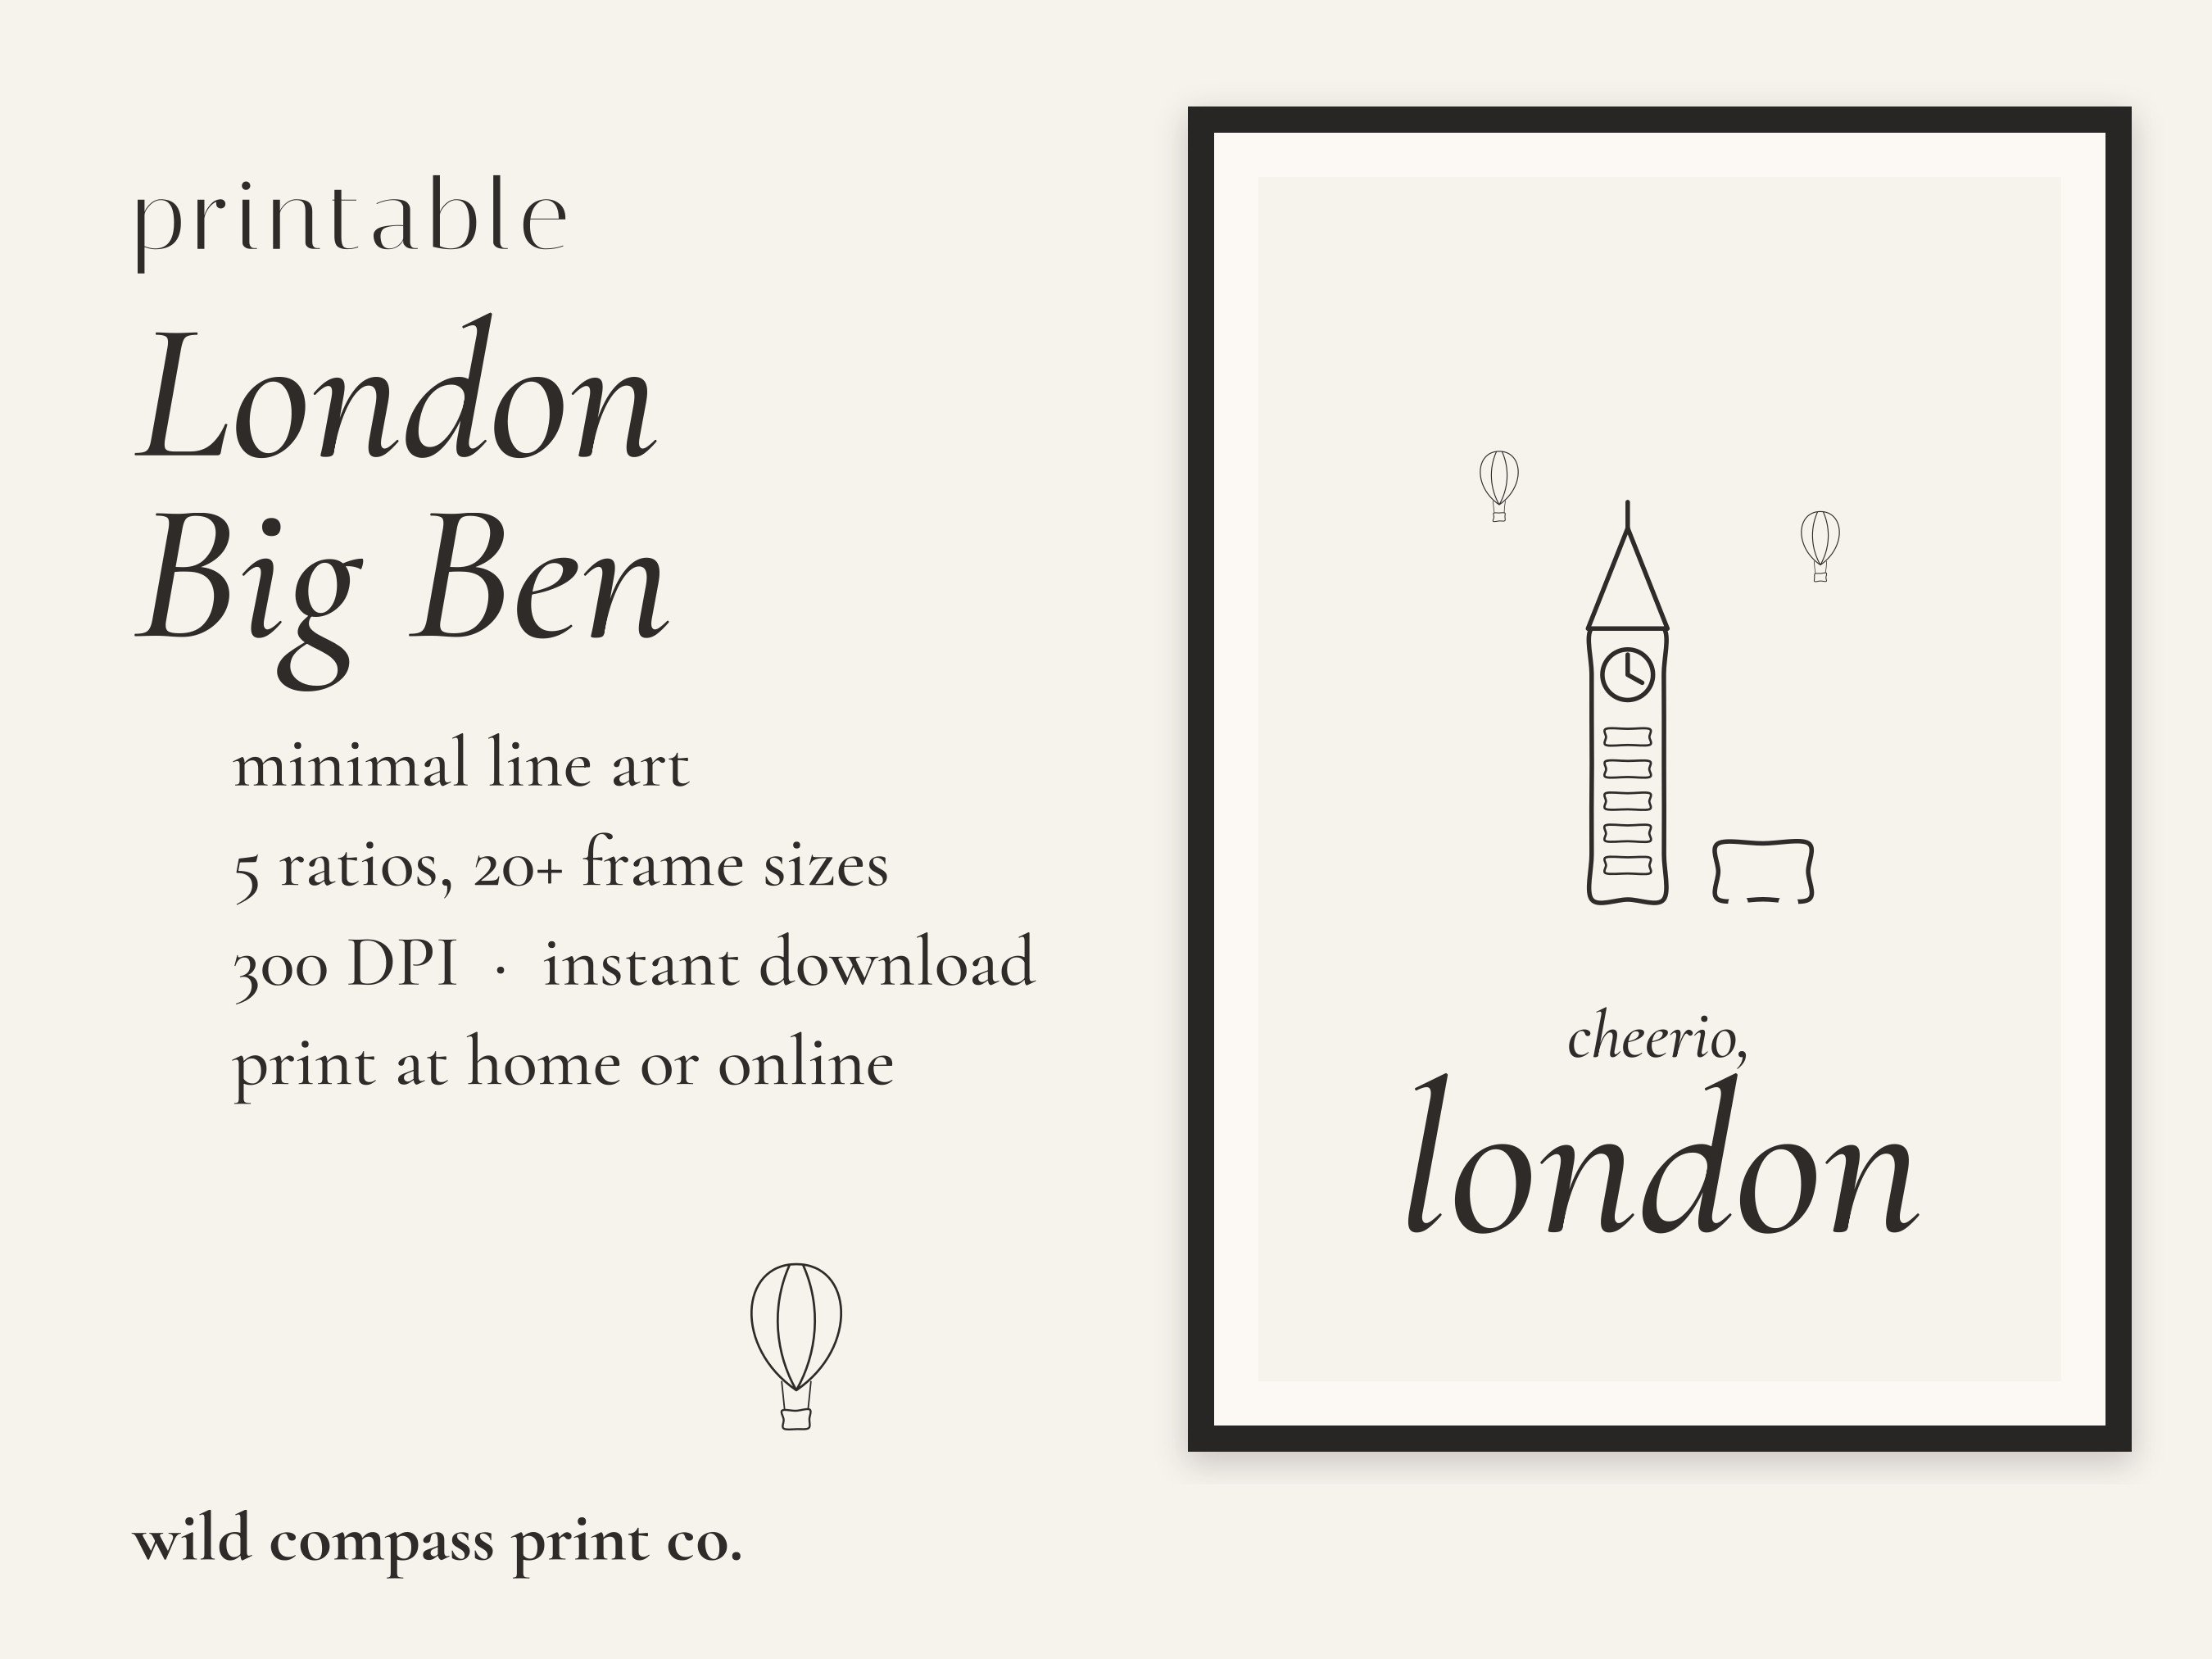 printable
London
Big Ben
minimal line art
5 ratios, 20+ frame sizes
300 DPI · instant download
print at home or online
wild compass print co.
cheerio,
london